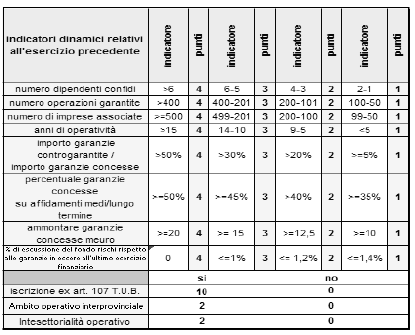 indicatori dinamici relativi all'esercizio precedente | indicatore | punti | indicatore | punti | indicatore | punti | indicatore | punti
numero dipendenti confidi | >6 | 4 | 6-5 | 3 | 4-3 | 2 | 2-1 | 1
numero operazioni garantite | >400 | 4 | 400-201 | 3 | 200-101 | 2 | 100-50 | 1
numero di imprese associate | >=500 | 4 | 499-201 | 3 | 200-100 | 2 | 99-50 | 1
anni di operatività | >15 | 4 | 14-10 | 3 | 9-5 | 2 | <5 | 1
importo garanzie controgarantite / importo garanzie concesse | >50% | 4 | >30% | 3 | >20% | 2 | >=5% | 1
percentuale garanzie concesse su affidamenti medi/lungo termine | >=50% | 4 | >=45% | 3 | >40% | 2 | >=35% | 1
ammontare garanzie concesse meuro | >=20 | 4 | >= 15 | 3 | >=12,5 | 2 | >=10 | 1
% di escussione del fondo rischi rispetto alle garanzie in essere all'ultimo esercizio finanziario | 0 | 4 | <=1% | 3 | <= 1,2% | 2 | <=1,4% | 1
si | no
iscrizione ex art. 107 T.U.B. | 10 | 0
Ambito operativo interprovinciale | 2 | 0
Intesettorialità operativo | 2 | 0